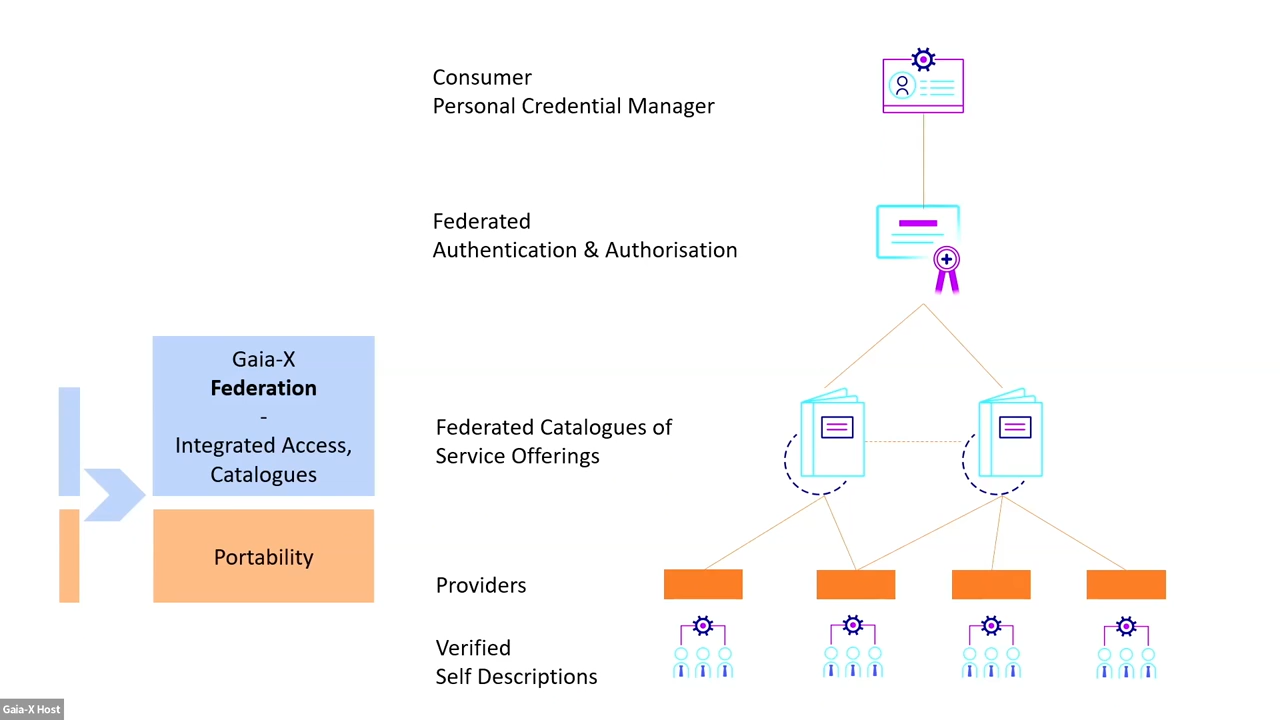 Consumer
Personal Credential Manager
Federated
Authentication & Authorisation
Gaia-X
Federation
-
Integrated Access,
Catalogues
Federated Catalogues of
Service Offerings
Portability
Providers
Verified
Self Descriptions
Gaia-X Host